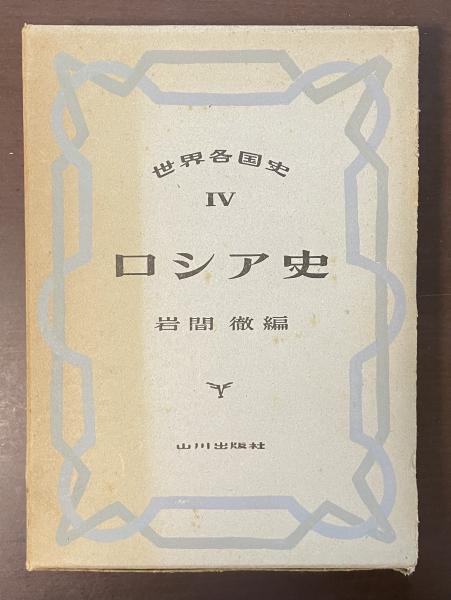 世界各国史
IV
ロシア史
岩間 徹編
山川出版社